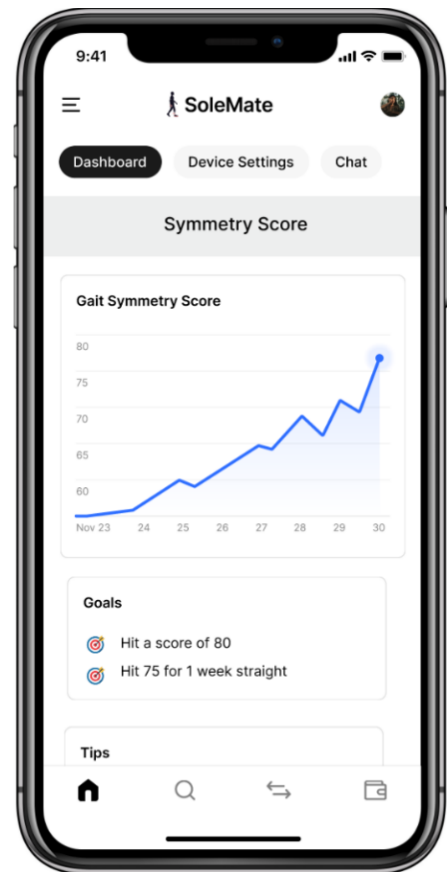 9:41
SoleMate
Dashboard Device Settings Chat
Symmetry Score
Gait Symmetry Score
80
75
70
65
60
Nov 23 24 25 26 27 28 29 30
Goals
Hit a score of 80
Hit 75 for 1 week straight
Tips